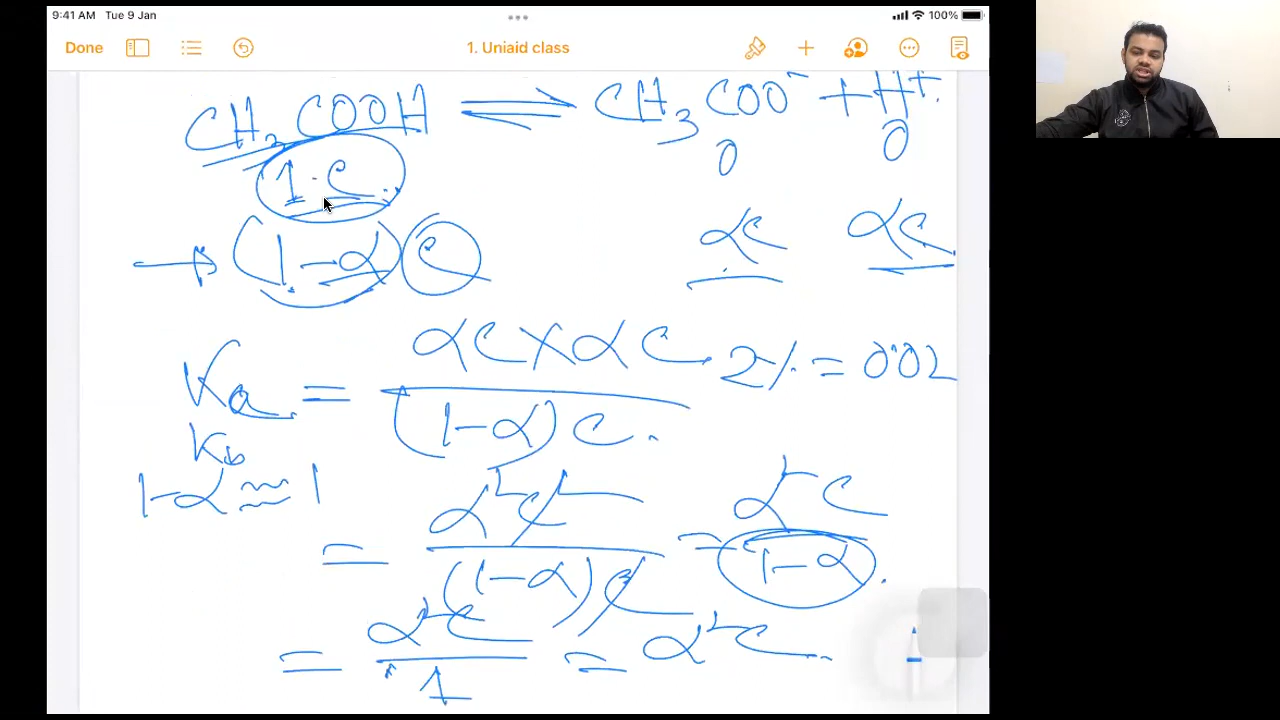 9:41 AM Tue 9 Jan 100%
Done 1. Uniaid class
CH3COOH ⇌ CH3COO⁻ + H⁺.
1·c. 0 0
→ (1-α) c αc αc
Ka = αc×αc / (1-α)c. 2% = 0.02
Kb
1-α ≈ 1
= α²c² / (1-α)c = α²c / 1-α.
= α²c / 1 = α²c.